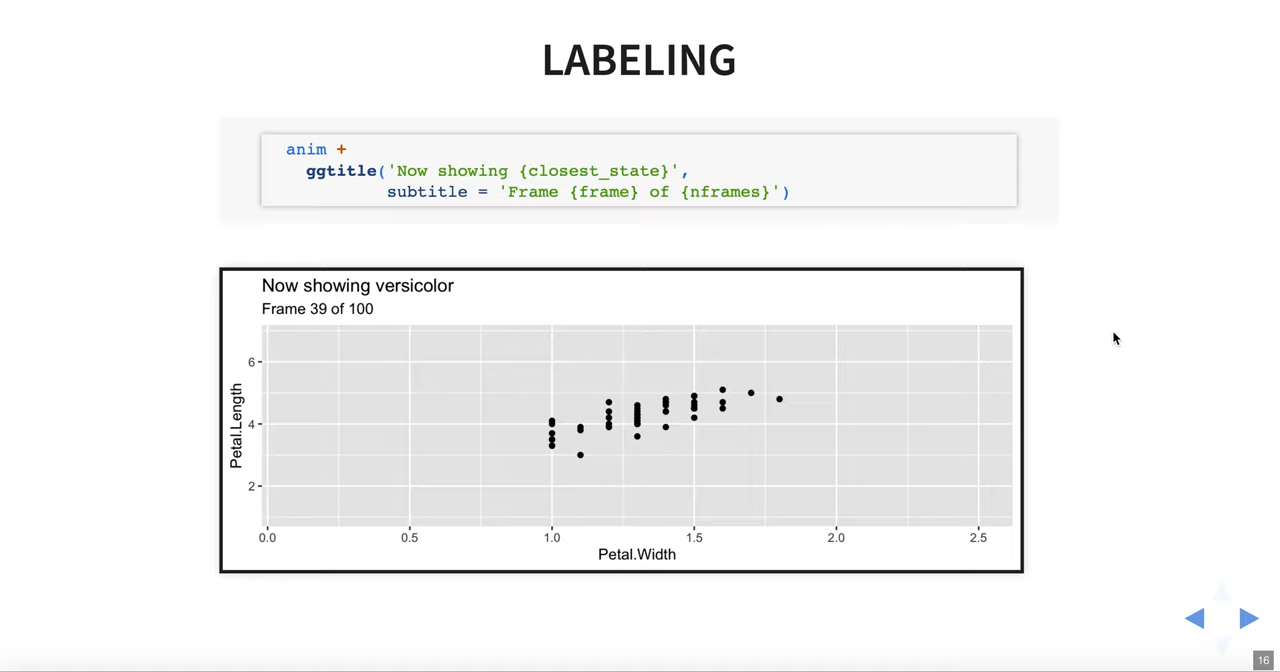 LABELING
anim +
ggtitle('Now showing {closest_state}',
subtitle = 'Frame {frame} of {nframes}')
Now showing versicolor
Frame 39 of 100
6
4
2
Petal.Length
0.0 0.5 1.0 1.5 2.0 2.5
Petal.Width
16